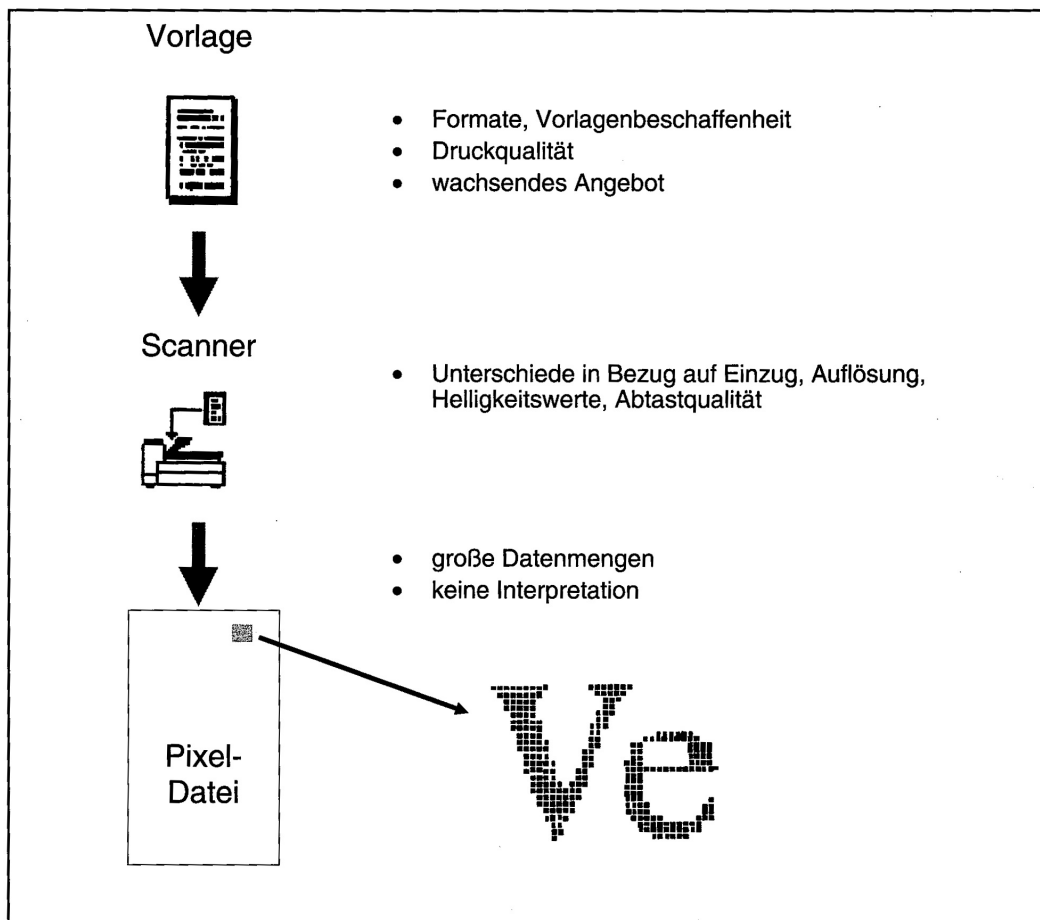 Vorlage
• Formate, Vorlagenbeschaffenheit
• Druckqualität
• wachsendes Angebot
Scanner
• Unterschiede in Bezug auf Einzug, Auflösung,
Helligkeitswerte, Abtastqualität
• große Datenmengen
• keine Interpretation
Pixel-
Datei
Ve